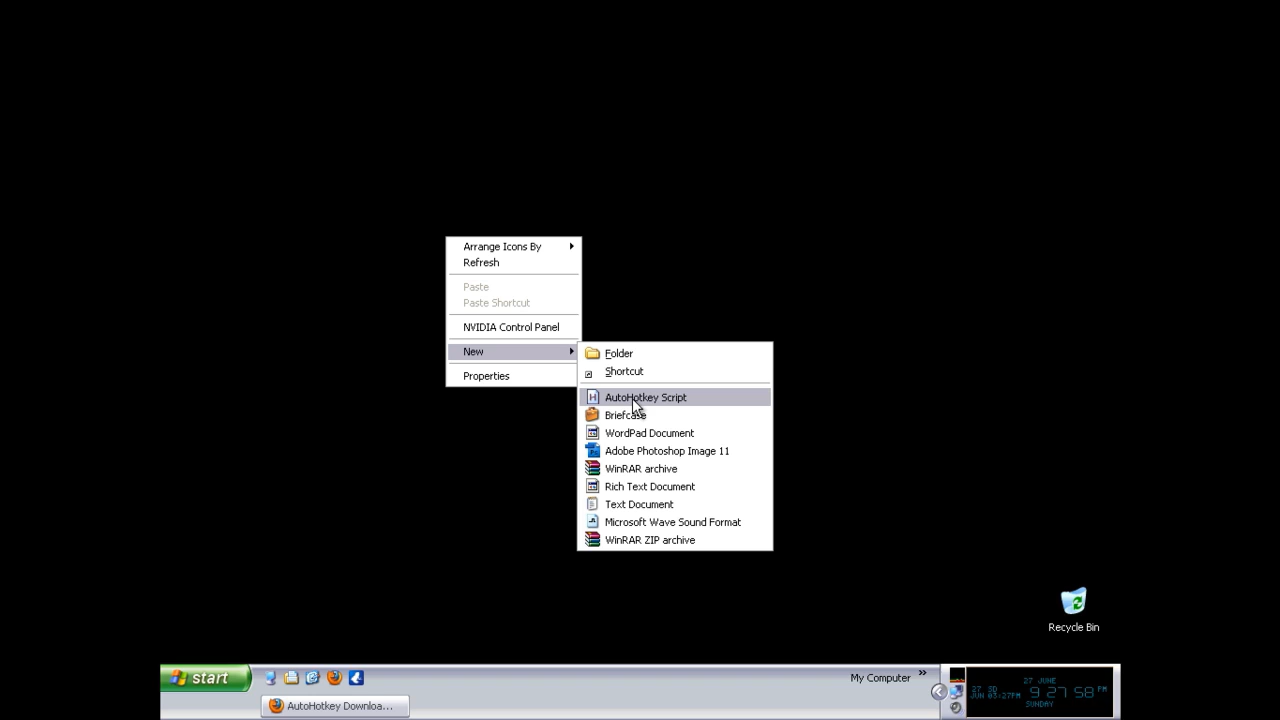 Arrange Icons By
Refresh
Paste
Paste Shortcut
NVIDIA Control Panel
New
Properties
Folder
Shortcut
AutoHotkey Script
Briefcase
WordPad Document
Adobe Photoshop Image 11
WinRAR archive
Rich Text Document
Text Document
Microsoft Wave Sound Format
WinRAR ZIP archive
Recycle Bin
start
My Computer
AutoHotkey Downloa...
27 JUNE
9 27 58 PM
SUNDAY